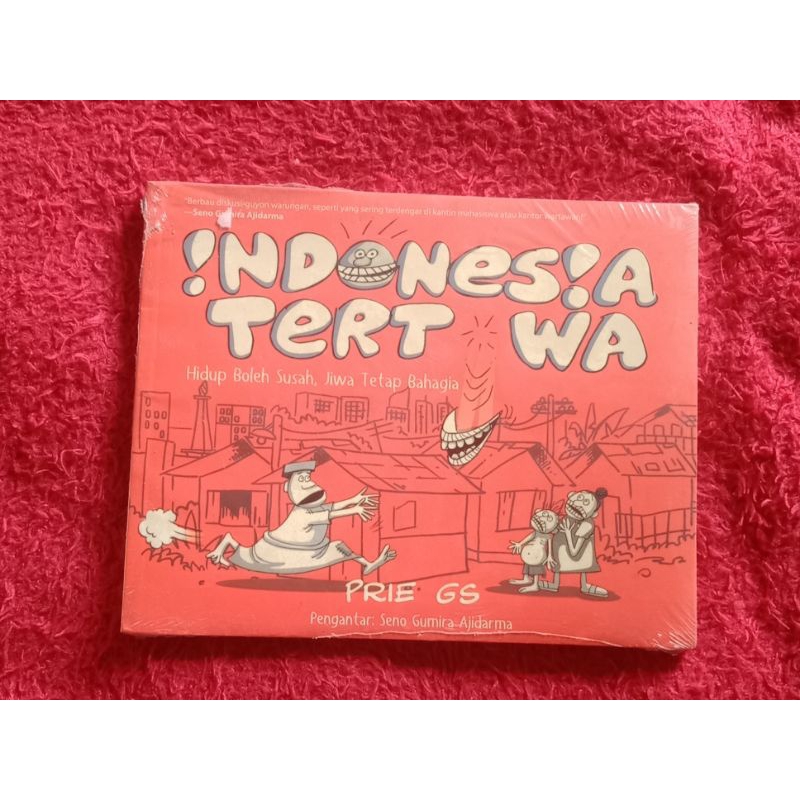 "Berbau diskusi-guyon warungan, seperti yang sering terdengar di kantin mahasiswa atau kantor wartawan!"
—Seno Gumira Ajidarma
!NDONES!A
TERT WA
Hidup Boleh Susah, Jiwa Tetap Bahagia
PRIE GS
Pengantar: Seno Gumira Ajidarma